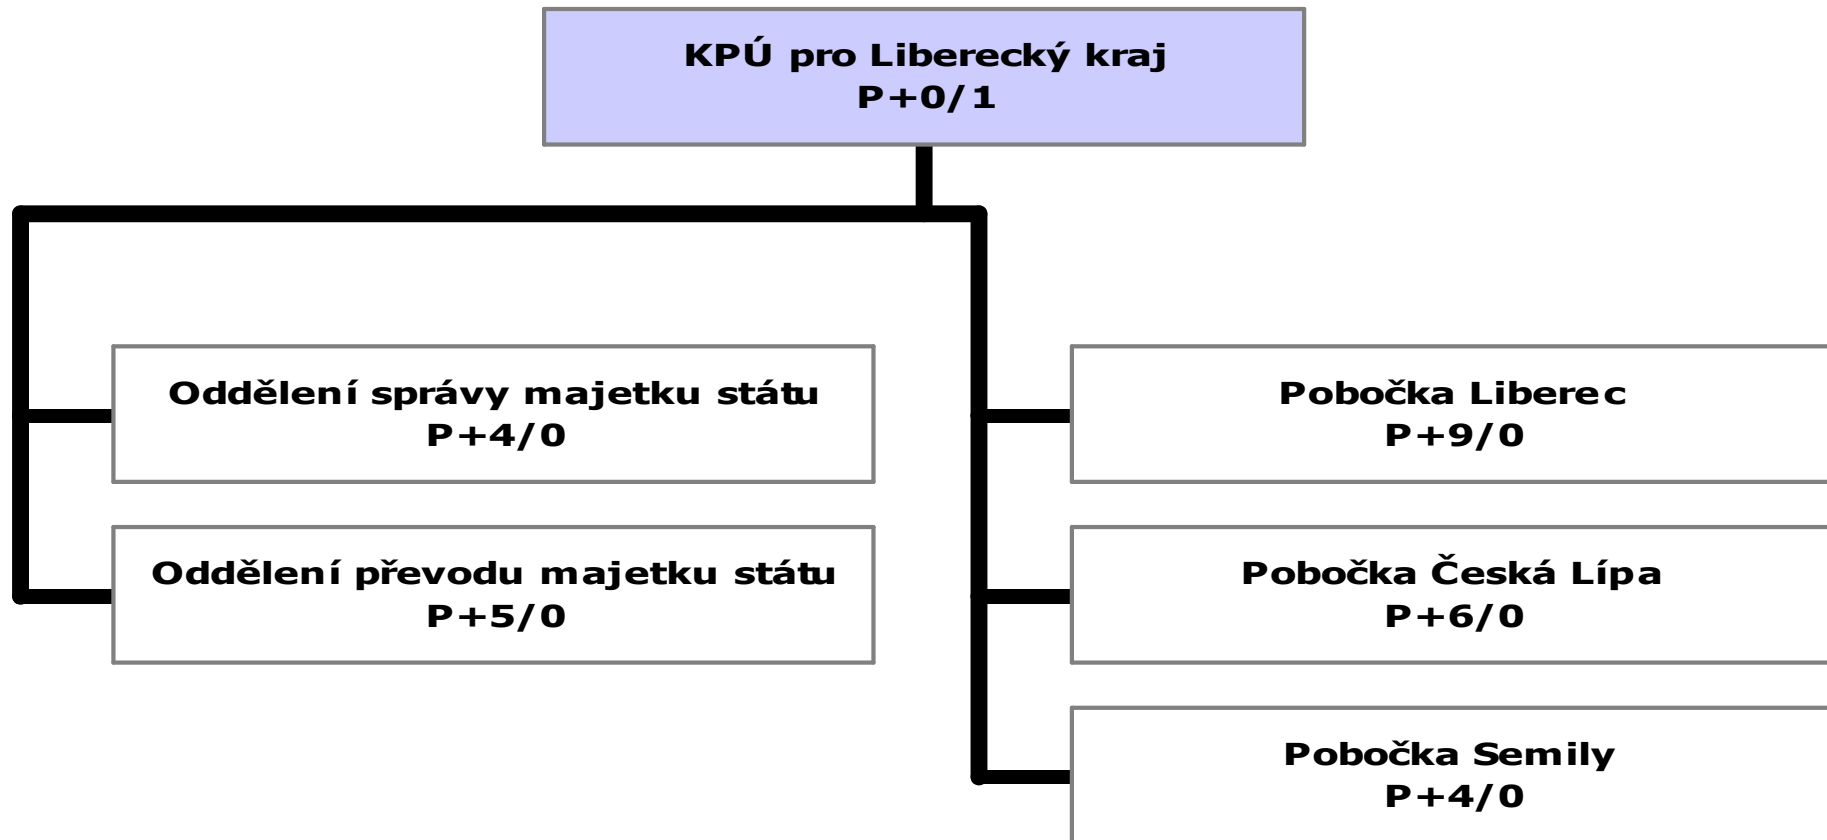 KPÚ pro Liberecký kraj
P+0/1
Oddělení správy majetku státu
P+4/0
Oddělení převodu majetku státu
P+5/0
Pobočka Liberec
P+9/0
Pobočka Česká Lípa
P+6/0
Pobočka Semily
P+4/0